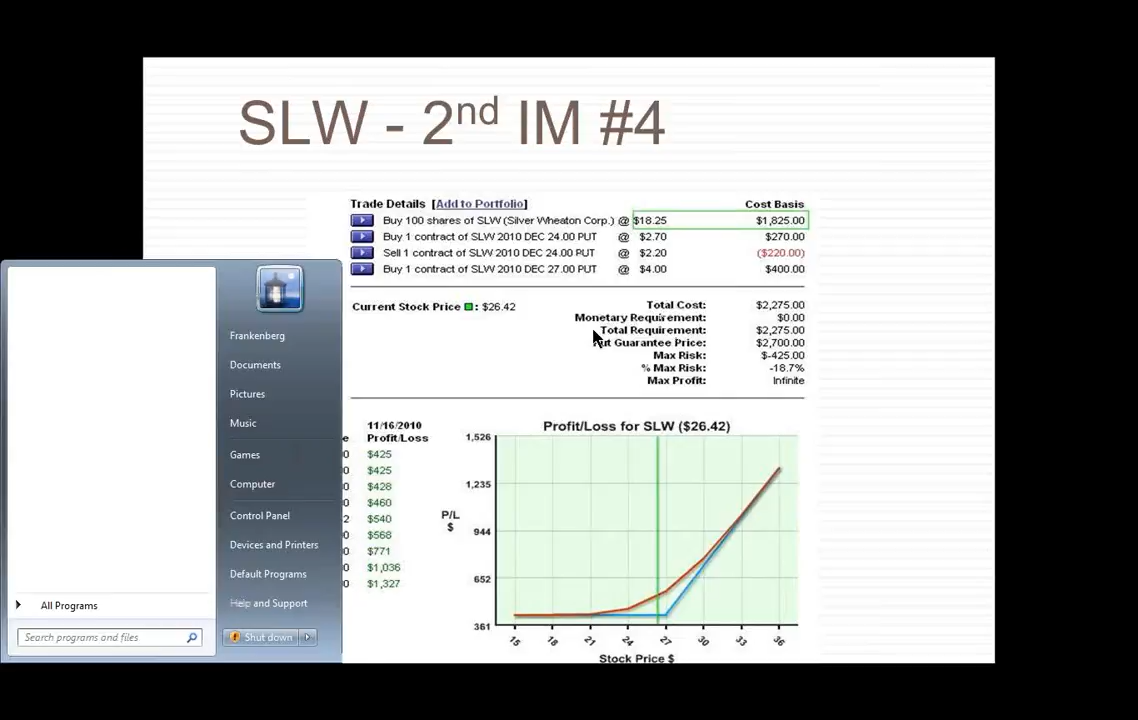 SLW - 2nd IM #4
Trade Details [Add to Portfolio] Cost Basis
Buy 100 shares of SLW (Silver Wheaton Corp.) @ $18.25 $1,825.00
Buy 1 contract of SLW 2010 DEC 24.00 PUT @ $2.70 $270.00
Sell 1 contract of SLW 2010 DEC 24.00 PUT @ $2.20 ($220.00)
Buy 1 contract of SLW 2010 DEC 27.00 PUT @ $4.00 $400.00
Current Stock Price : $26.42
Total Cost: $2,275.00
Monetary Requirement: $0.00
Total Requirement: $2,275.00
Guarantee Price: $2,700.00
Max Risk: $-425.00
% Max Risk: -18.7%
Max Profit: Infinite
11/16/2010
Profit/Loss
$425
$425
$428
$460
$540
$568
$771
$1,036
$1,327
Profit/Loss for SLW ($26.42)
1,526
1,235
944
652
361
P/L
$
15 18 21 24 27 30 33 36
Stock Price $
Frankenberg
Documents
Pictures
Music
Games
Computer
Control Panel
Devices and Printers
Default Programs
Help and Support
All Programs
Search programs and files
Shut down